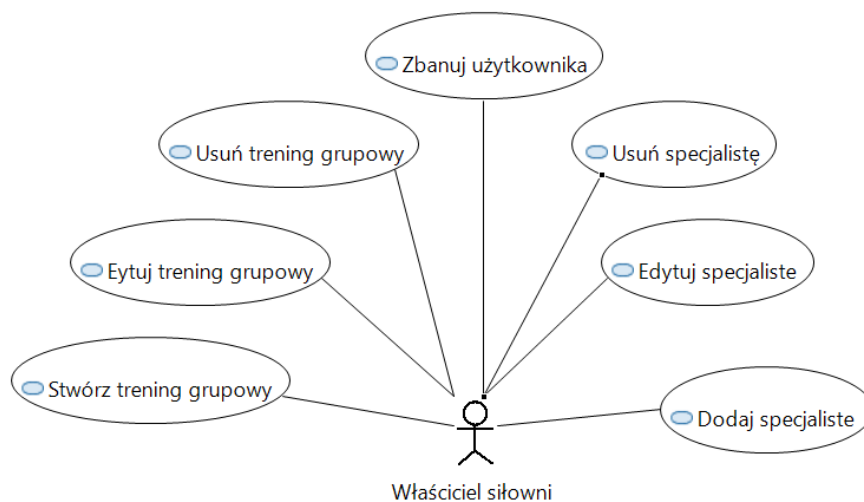 Zbanuj użytkownika
Usuń trening grupowy
Usuń specjalistę
Eytuj trening grupowy
Edytuj specjaliste
Stwórz trening grupowy
Dodaj specjaliste
Właściciel siłowni